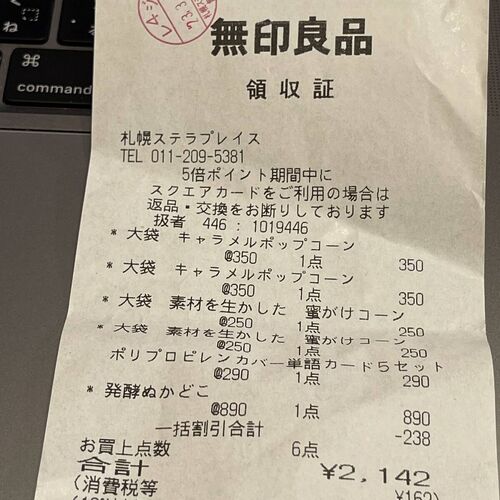 ね
⌘
command
レ4-シ
23.3
無印良品
領収証
札幌ステラプレイス
TEL 011-209-5381
5倍ポイント期間中に
スクエアカードをご利用の場合は
返品・交換をお断りしております
扱者 446 : 1019446
* 大袋 キャラメルポップコーン
@350 1点 350
* 大袋 キャラメルポップコーン
@350 1点 350
* 大袋 素材を生かした 蜜がけコーン
@250 1点 250
* 大袋 素材を生かした 蜜がけコーン
@250 1点 250
ポリプロピレンカバー単語カード5セット
@290 1点 290
* 発酵ぬかどこ
@890 1点 890
一括割引合計 -238
お買上点数 6点
合計 ¥2,142
(消費税等 ¥162)